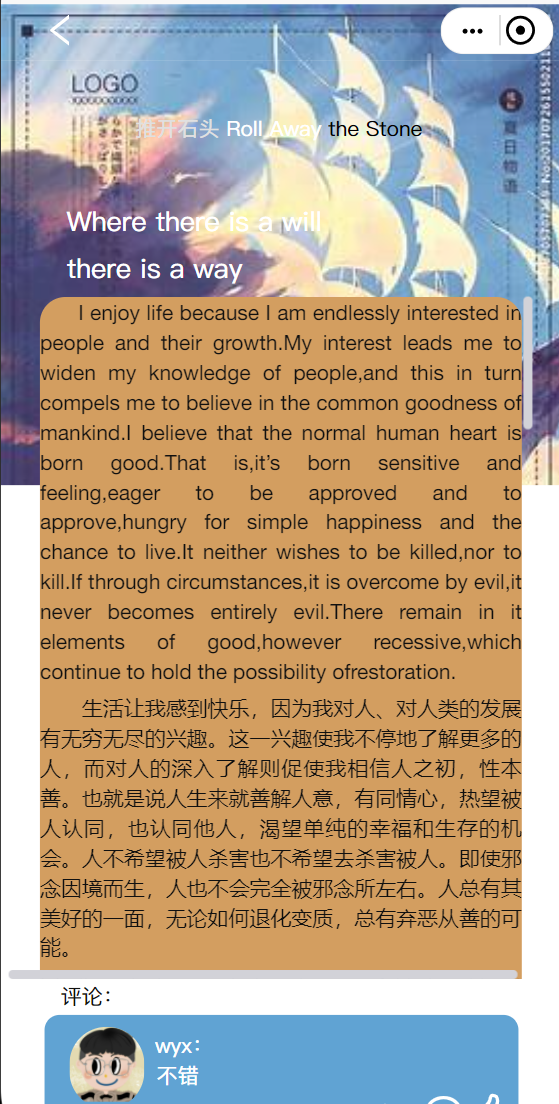 LOGO
推开石头 Roll Away the Stone
夏日物语
Where there is a will
there is a way
I enjoy life because I am endlessly interested in
people and their growth.My interest leads me to
widen my knowledge of people,and this in turn
compels me to believe in the common goodness of
mankind.I believe that the normal human heart is
born good.That is,it’s born sensitive and
feeling,eager to be approved and to
approve,hungry for simple happiness and the
chance to live.It neither wishes to be killed,nor to
kill.If through circumstances,it is overcome by evil,it
never becomes entirely evil.There remain in it
elements of good,however recessive,which
continue to hold the possibility ofrestoration.
生活让我感到快乐，因为我对人、对人类的发展
有无穷无尽的兴趣。这一兴趣使我不停地了解更多的
人，而对人的深入了解则促使我相信人之初，性本
善。也就是说人生来就善解人意，有同情心，热望被
人认同，也认同他人，渴望单纯的幸福和生存的机
会。人不希望被人杀害也不希望去杀害被人。即使邪
念因境而生，人也不会完全被邪念所左右。人总有其
美好的一面，无论如何退化变质，总有弃恶从善的可
能。
评论：
wyx：
不错